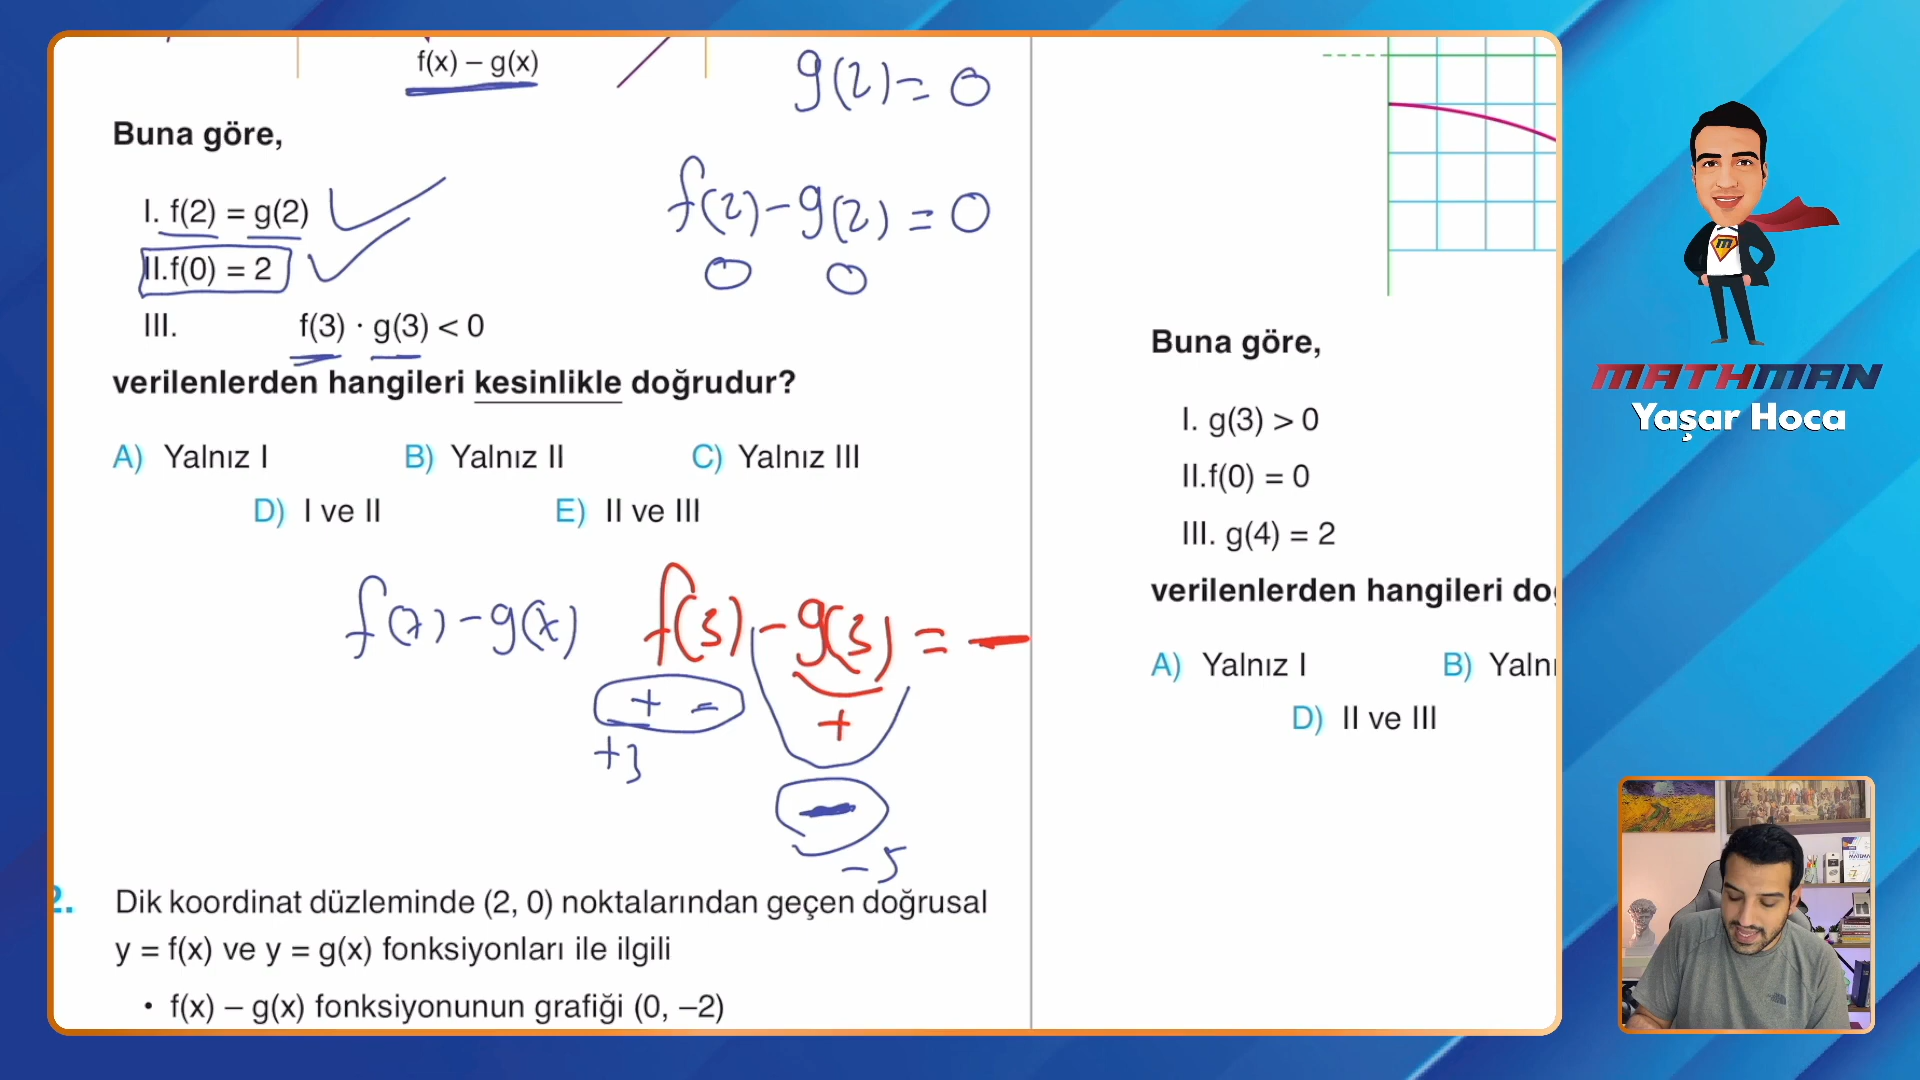 f(x) – g(x)
g(2) = 0
Buna göre,
I. f(2) = g(2)
f(2) – g(2) = 0
0 0
II.f(0) = 2
III. f(3) · g(3) < 0
verilenlerden hangileri kesinlikle doğrudur?
A) Yalnız I B) Yalnız II C) Yalnız III
D) I ve II E) II ve III
f(x) – g(x) f(3) – g(3) = –
+ –
+
+3
–
–5
2. Dik koordinat düzleminde (2, 0) noktalarından geçen doğrusal
y = f(x) ve y = g(x) fonksiyonları ile ilgili
• f(x) – g(x) fonksiyonunun grafiği (0, –2)
Buna göre,
I. g(3) > 0
II.f(0) = 0
III. g(4) = 2
verilenlerden hangileri
A) Yalnız I B)
D) II ve III
MATHMAN
Yaşar Hoca